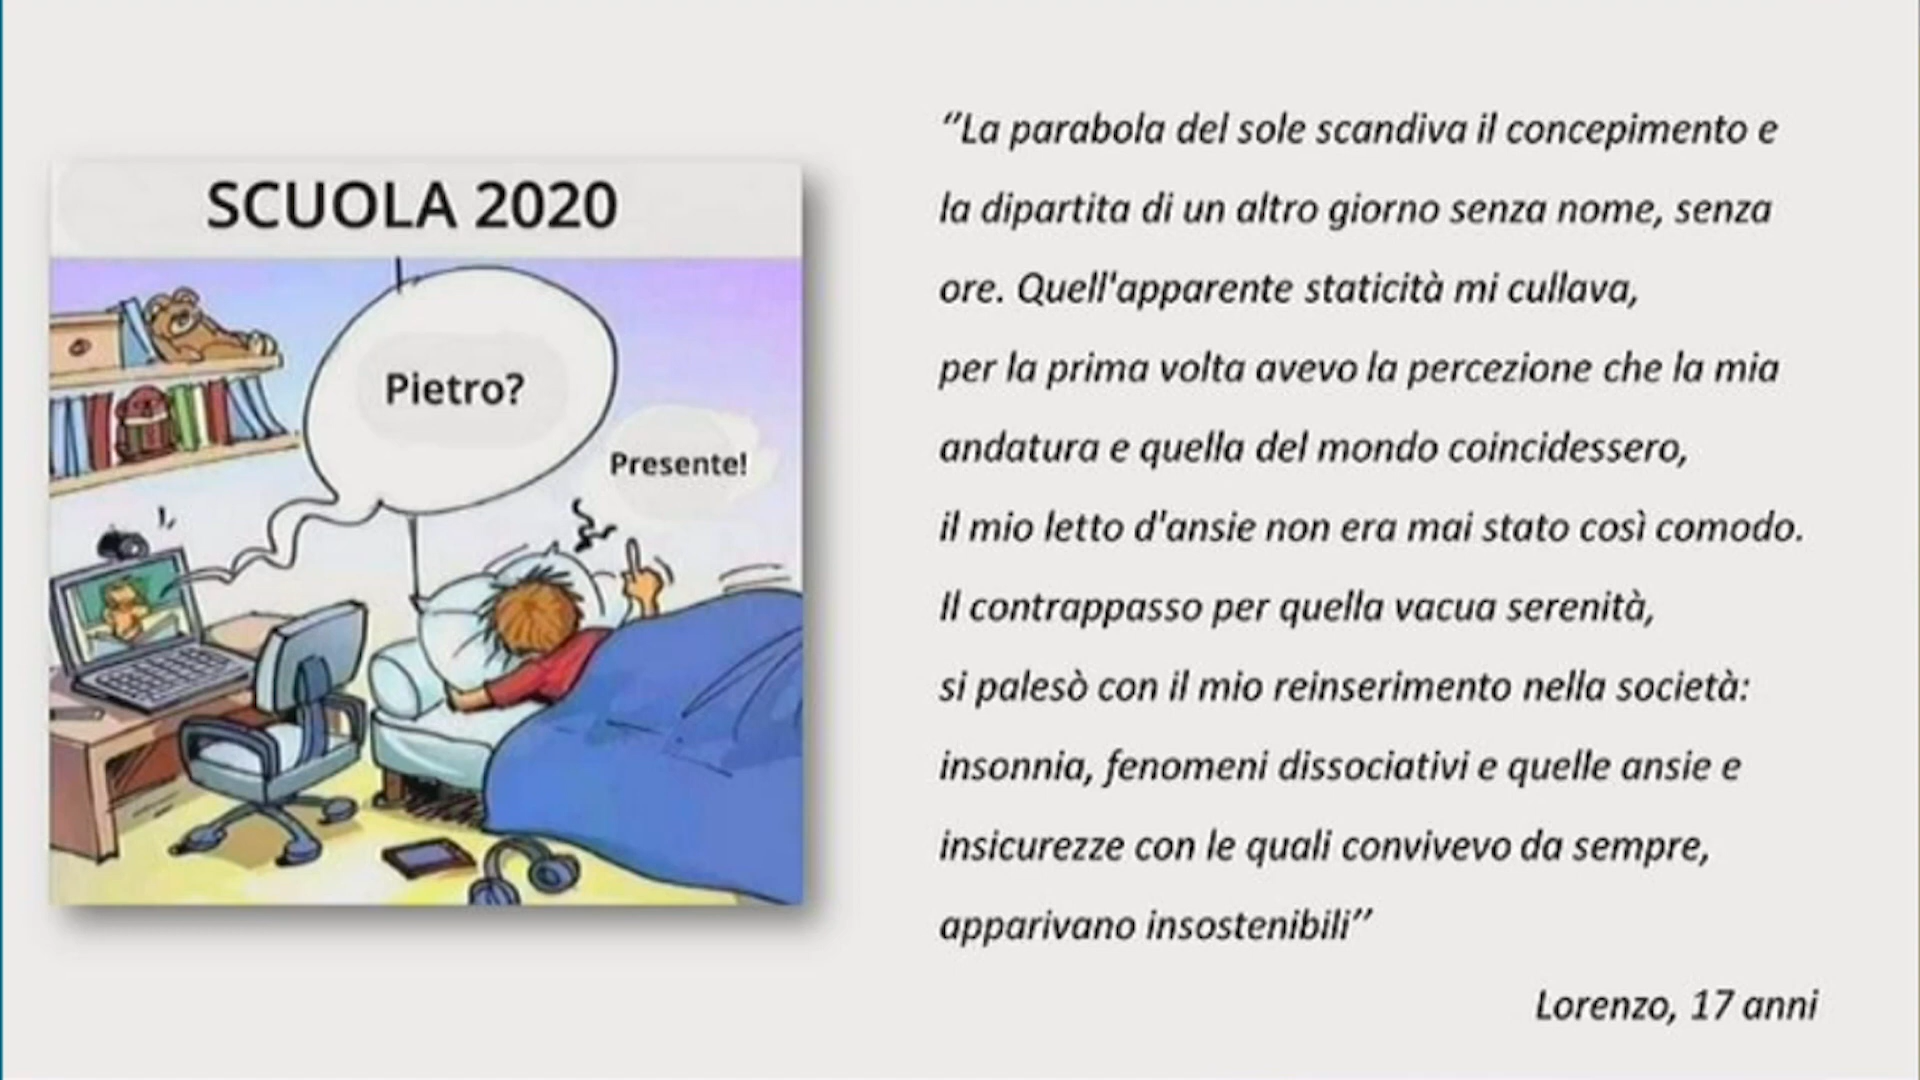 SCUOLA 2020
Pietro?
Presente!
‘’La parabola del sole scandiva il concepimento e
la dipartita di un altro giorno senza nome, senza
ore. Quell'apparente staticità mi cullava,
per la prima volta avevo la percezione che la mia
andatura e quella del mondo coincidessero,
il mio letto d'ansie non era mai stato così comodo.
Il contrappasso per quella vacua serenità,
si palesò con il mio reinserimento nella società:
insonnia, fenomeni dissociativi e quelle ansie e
insicurezze con le quali convivevo da sempre,
apparivano insostenibili’’
Lorenzo, 17 anni